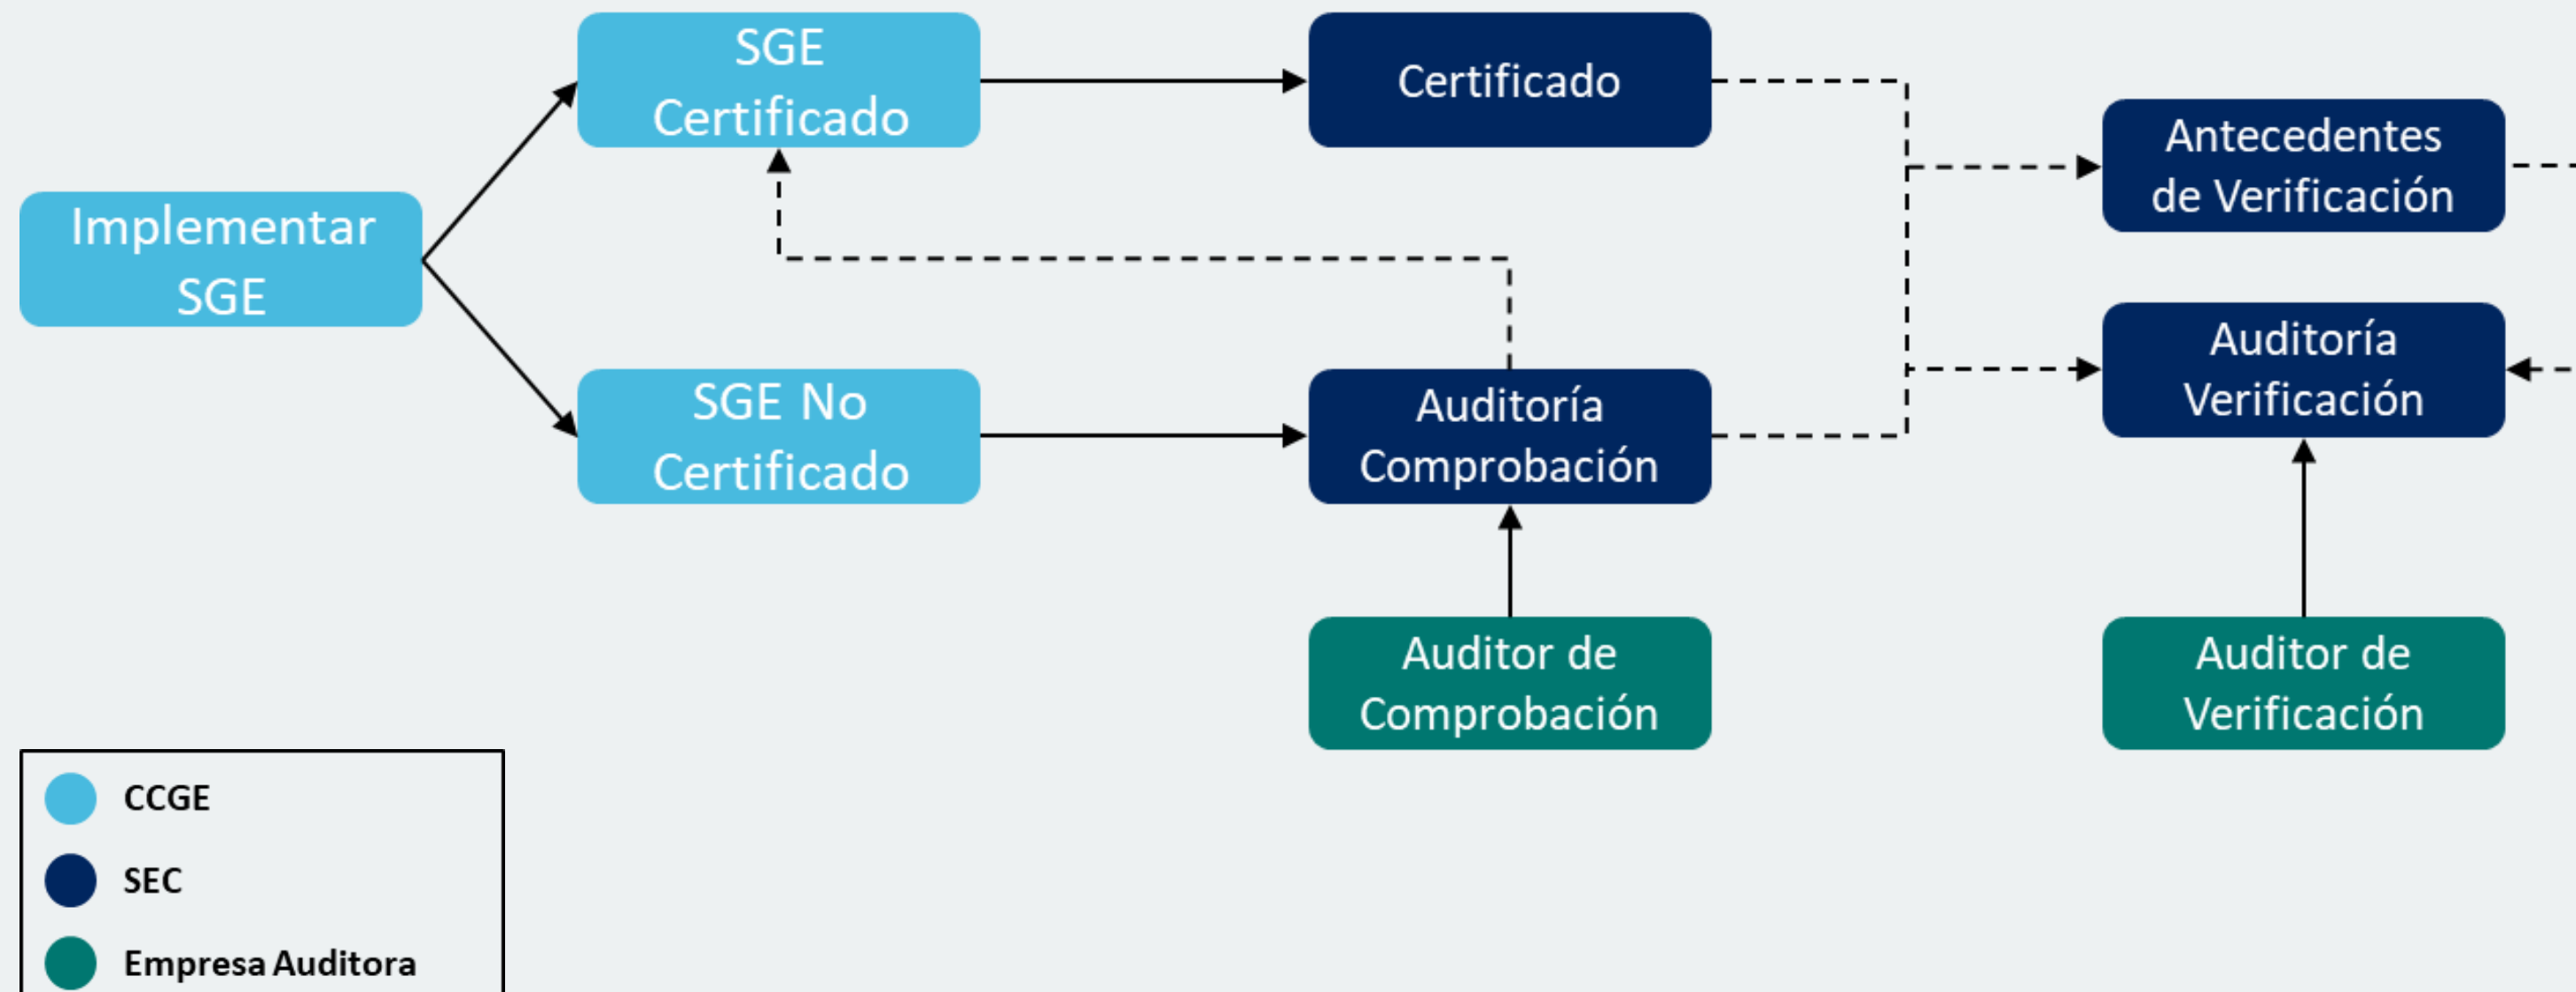 Implementar
SGE
SGE
Certificado
SGE No
Certificado
Certificado
Auditoría
Comprobación
Auditor de
Comprobación
Antecedentes
de Verificación
Auditoría
Verificación
Auditor de
Verificación
CCGE
SEC
Empresa Auditora